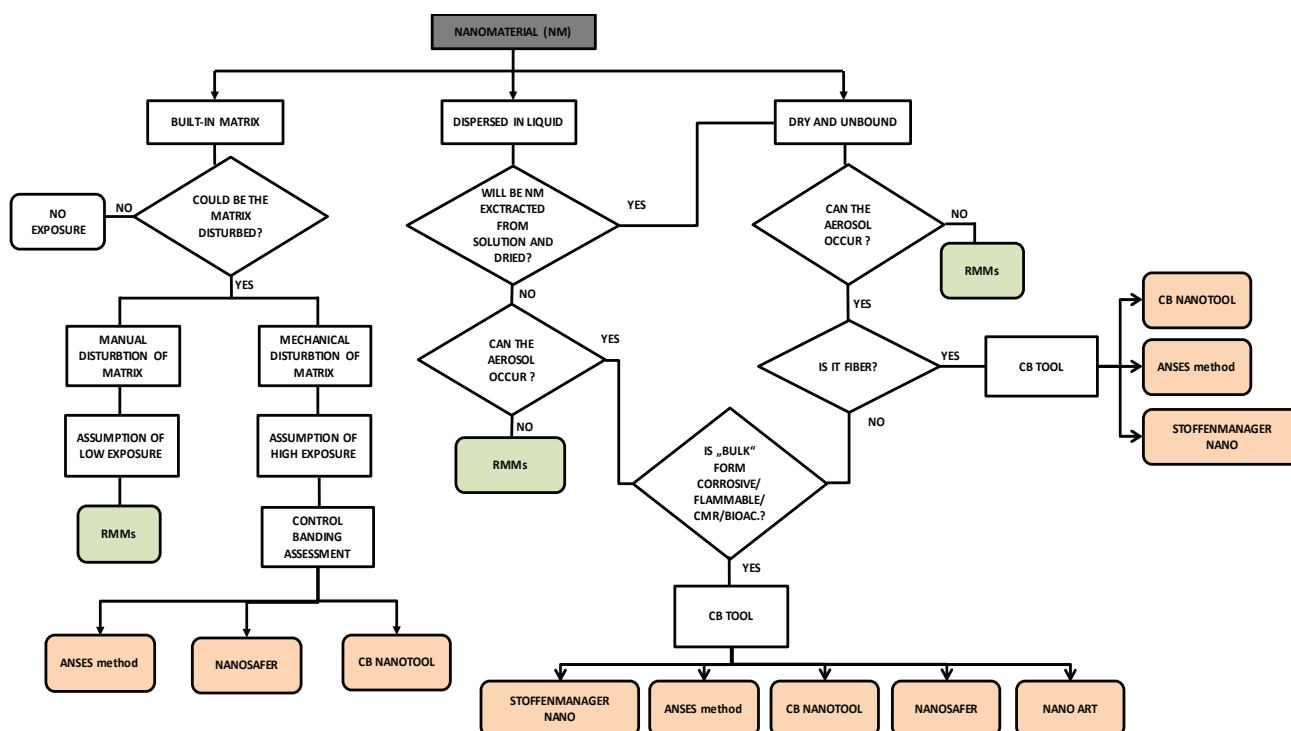 NANOMATERIAL (NM)
BUILT-IN MATRIX
DISPERSED IN LIQUID
DRY AND UNBOUND
COULD BE THE
MATRIX
DISTURBED?
NO
NO
EXPOSURE
YES
WILL BE NM
EXCTRACTED
FROM
SOLUTION AND
DRIED?
YES
NO
CAN THE
AEROSOL
OCCUR ?
NO
RMMs
YES
MANUAL
DISTURBTION OF
MATRIX
MECHANICAL
DISTURBTION OF
MATRIX
CAN THE
AEROSOL
OCCUR ?
YES
NO
RMMs
IS IT FIBER?
YES
NO
CB TOOL
CB NANOTOOL
ANSES method
STOFFENMANAGER
NANO
ASSUMPTION OF
LOW EXPOSURE
ASSUMPTION OF
HIGH EXPOSURE
RMMs
CONTROL
BANDING
ASSESSMENT
IS „BULK“
FORM
CORROSIVE/
FLAMMABLE/
CMR/BIOAC.?
YES
CB TOOL
ANSES method
NANOSAFER
CB NANOTOOL
STOFFENMANAGER
NANO
ANSES method
CB NANOTOOL
NANOSAFER
NANO ART